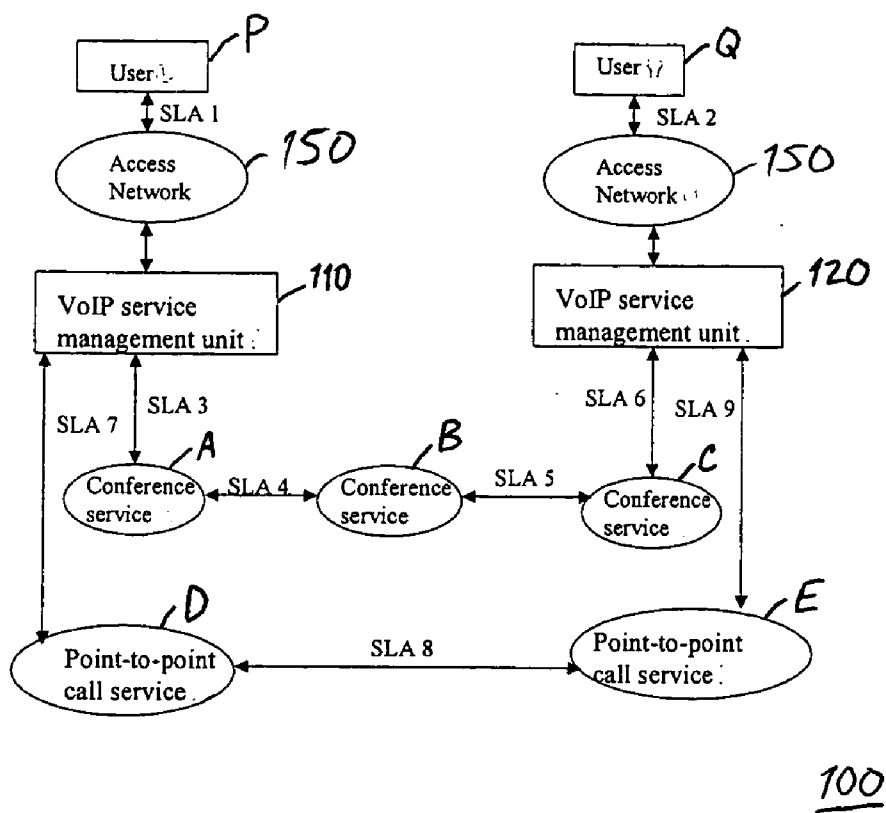 P
Q
User
User
SLA 1
SLA 2
150
150
Access
Network
Access
Network
110
120
VoIP service
management unit
VoIP service
management unit
SLA 7
SLA 3
SLA 6
SLA 9
A
B
C
Conference
service
SLA 4
Conference
service
SLA 5
Conference
service
D
E
Point-to-point
call service
SLA 8
Point-to-point
call service
100